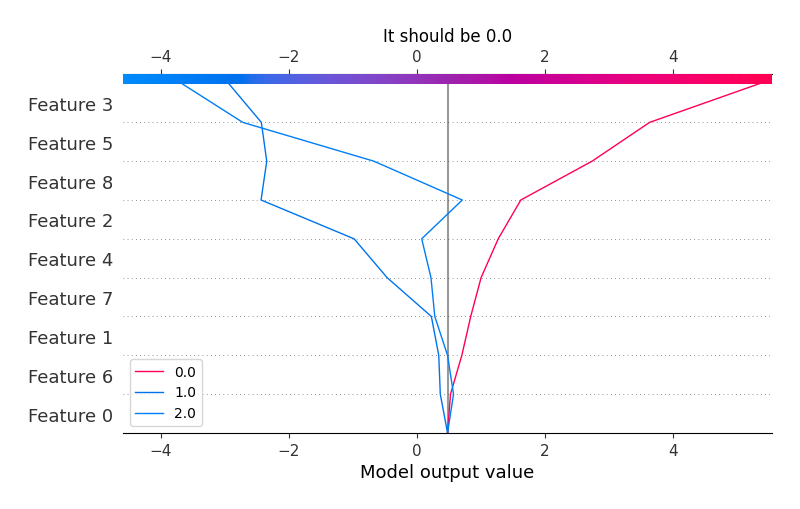 It should be 0.0
−4 −2 0 2 4
Feature 3
Feature 5
Feature 8
Feature 2
Feature 4
Feature 7
Feature 1
Feature 6
Feature 0
0.0
1.0
2.0
−4 −2 0 2 4
Model output value